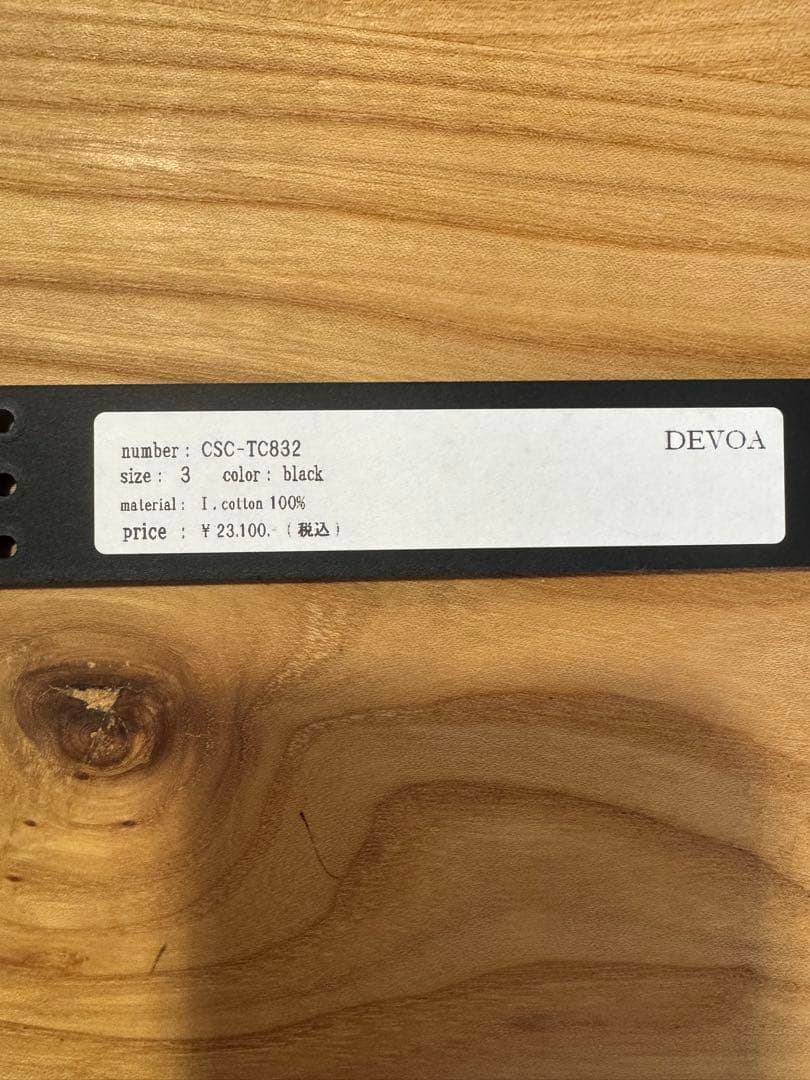 DEVOA
number : CSC-TC832
size : 3 color : black
material : I.cotton 100%
price : ¥ 23.100.- (税込)